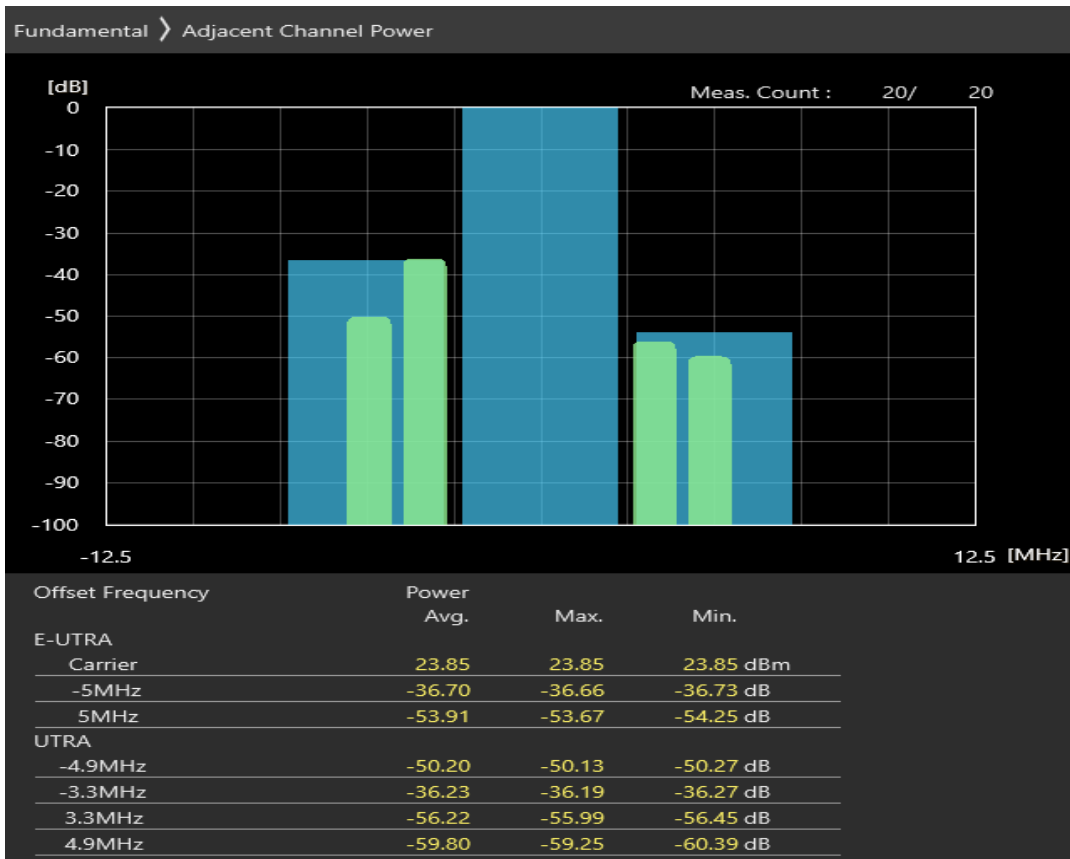 Fundamental 〉 Adjacent Channel Power
[dB]
Meas. Count : 20/ 20
0
-10
-20
-30
-40
-50
-60
-70
-80
-90
-100
-12.5 12.5 [MHz]
Offset Frequency Power
Avg. Max. Min.
E-UTRA
Carrier 23.85 23.85 23.85 dBm
-5MHz -36.70 -36.66 -36.73 dB
5MHz -53.91 -53.67 -54.25 dB
UTRA
-4.9MHz -50.20 -50.13 -50.27 dB
-3.3MHz -36.23 -36.19 -36.27 dB
3.3MHz -56.22 -55.99 -56.45 dB
4.9MHz -59.80 -59.25 -60.39 dB